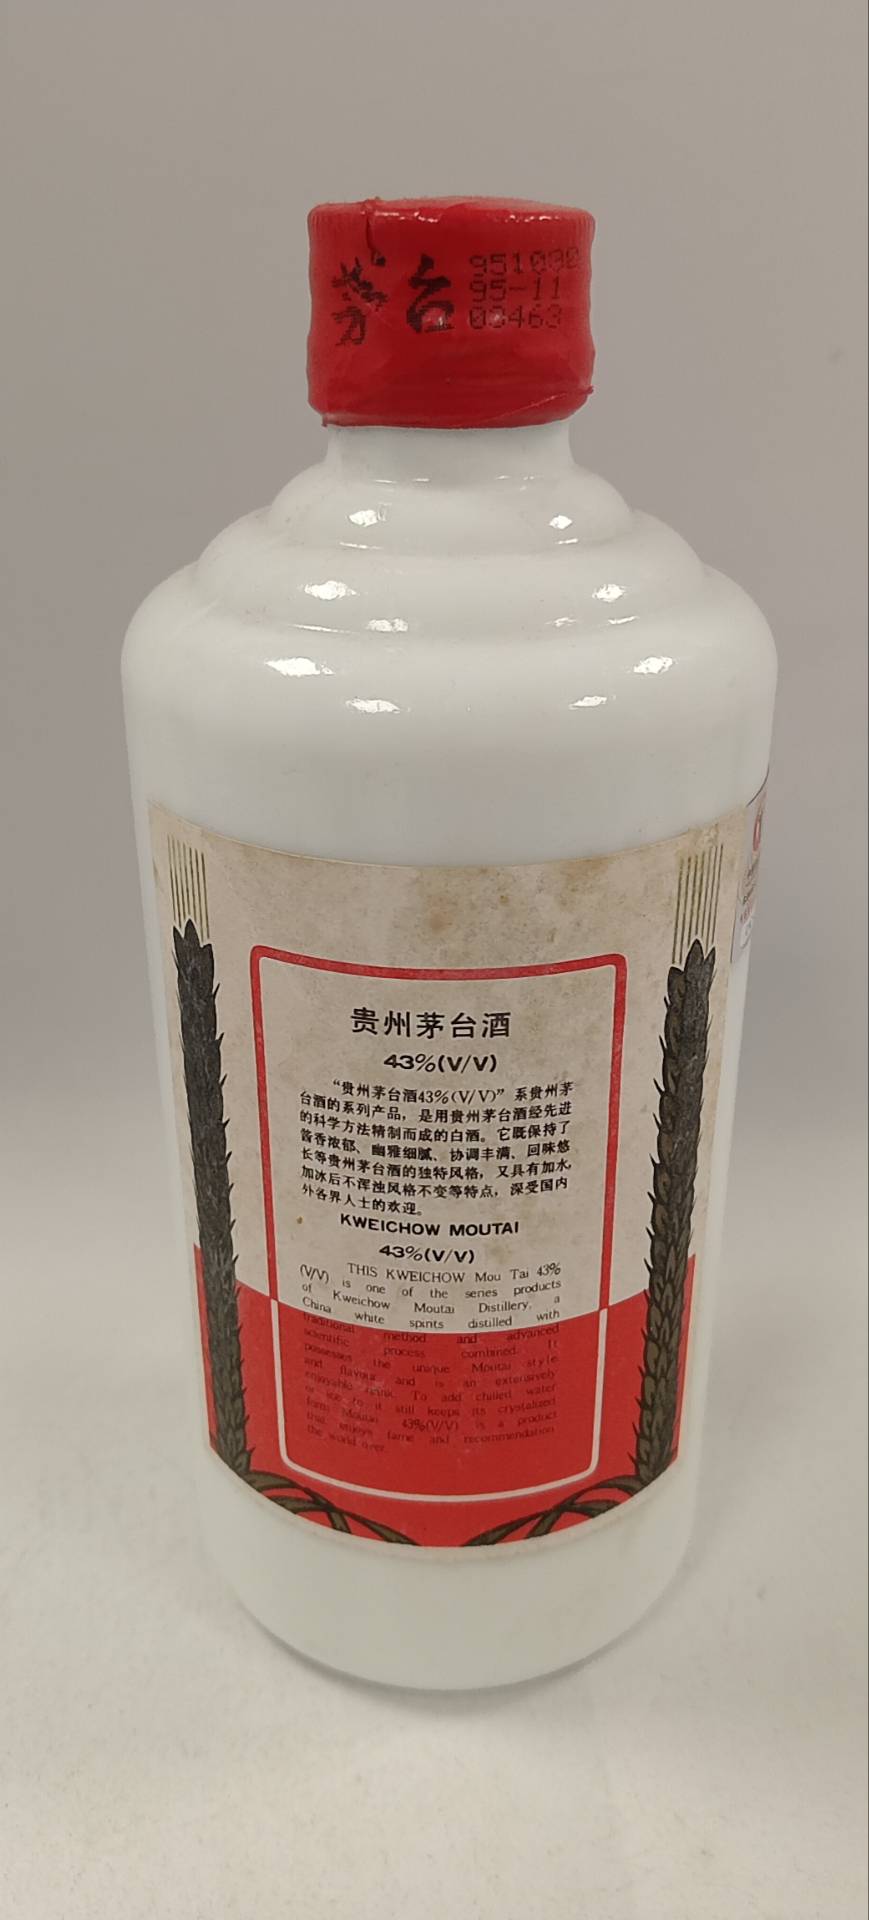 茅台
951030
95-11
03463
贵州茅台酒
43%(V/V)
“贵州茅台酒43%(V/V)”系贵州茅
台酒的系列产品，是用贵州茅台酒经先进
的科学方法精制而成的白酒。它既保持了
酱香浓郁、幽雅细腻、协调丰满、回味悠
长等贵州茅台酒的独特风格，又具有加水，
加冰后不浑浊风格不变等特点，深受国内
外各界人士的欢迎。
KWEICHOW MOUTAI
43%(V/V)
THIS KWEICHOW Mou Tai 43%
(V/V) is one of the series products
of Kweichow Moutai Distillery, a
China white spirits distilled with
traditional method and advanced
scientific process combined. It
possesses the unique Moutai style
and flavour and is an extensively
enjoyable drink. To add chilled water
or ice to it still keeps its crystalized
form Moutai 43%(V/V) is a product
that enjoys fame and recommendation
the world over.